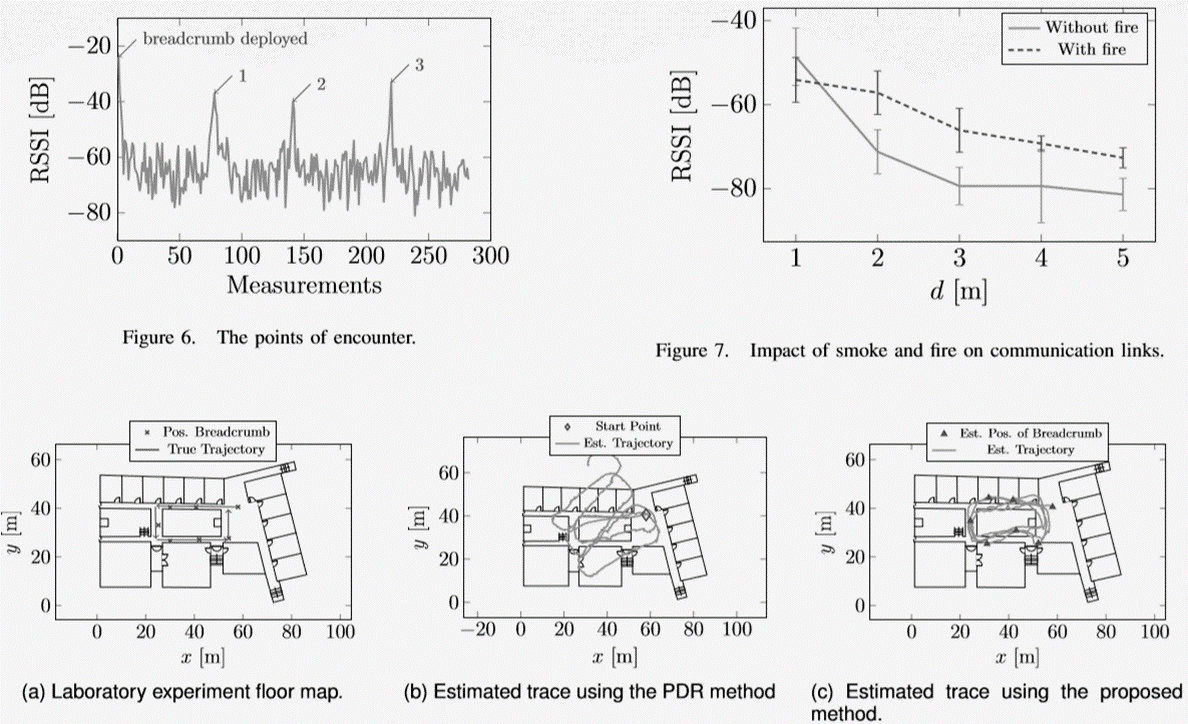 −20
−40
−60
−80
RSSI [dB]
breadcrumb deployed
1
2
3
0
50
100
150
200
250
300
Measurements
Figure 6. The points of encounter.
−40
−60
−80
RSSI [dB]
Without fire
With fire
1
2
3
4
5
d [m]
Figure 7. Impact of smoke and fire on communication links.
Pos. Breadcrumb
True Trajectory
60
40
20
0
y [m]
0
20
40
60
80
100
x [m]
(a) Laboratory experiment floor map.
Start Point
Est. Trajectory
60
40
20
0
y [m]
−20
0
20
40
60
80
100
x [m]
(b) Estimated trace using the PDR method
Est. Pos. of Breadcrumb
Est. Trajectory
60
40
20
0
y [m]
0
20
40
60
80
100
x [m]
(c) Estimated trace using the proposed
method.